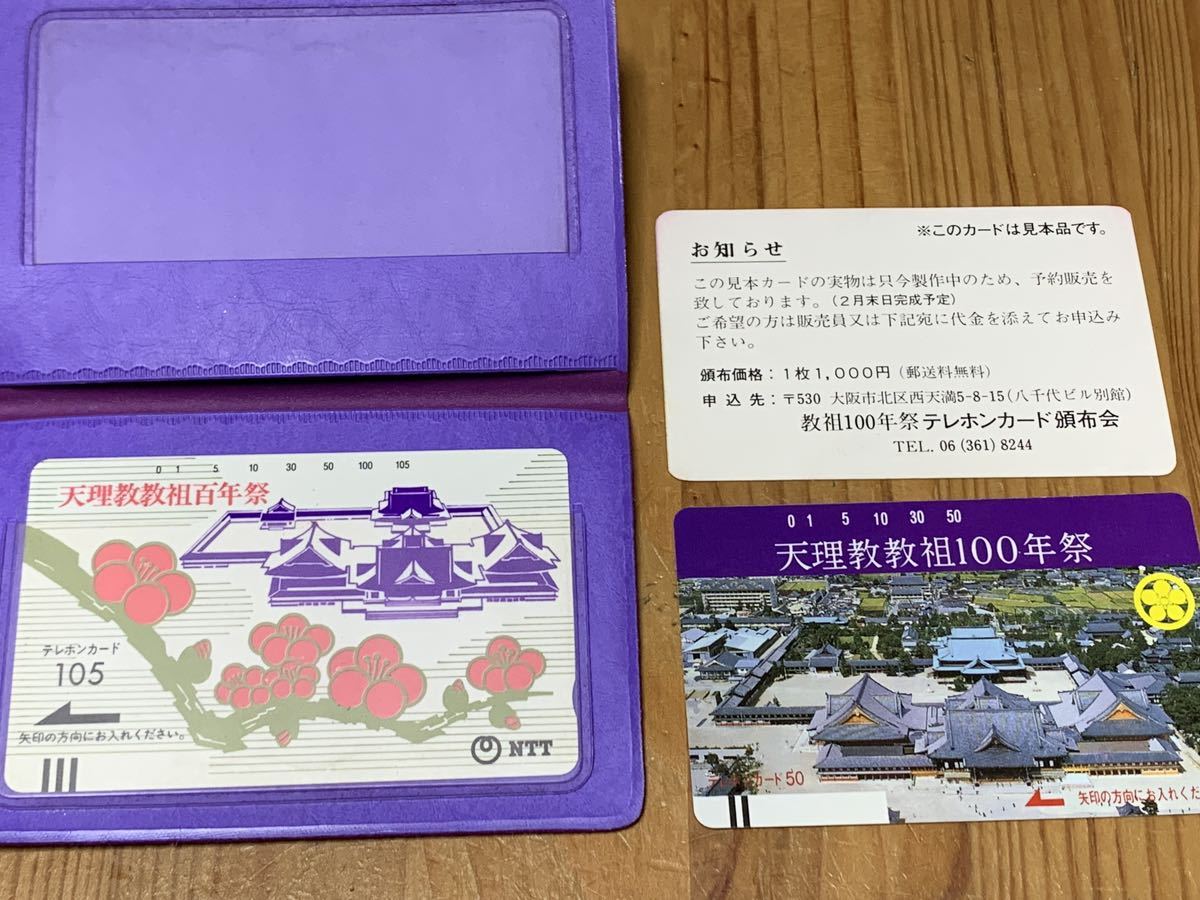 0 1 5 10 30 50 100 105
天理教教祖百年祭
テレホンカード
105
矢印の方向にお入れください。
NTT
※このカードは見本品です。
お知らせ
この見本カードの実物は只今製作中のため、予約販売を
致しております。(2月末日完成予定)
ご希望の方は販売員又は下記宛に代金を添えてお申込み
下さい。
頒布価格:1枚1,000円(郵送料無料)
申込先:〒530 大阪市北区西天満5-8-15(八千代ビル別館)
教祖100年祭テレホンカード頒布会
TEL. 06 (361) 8244
0 1 5 10 30 50
天理教教祖100年祭
カード50
矢印の方向にお入れくだ